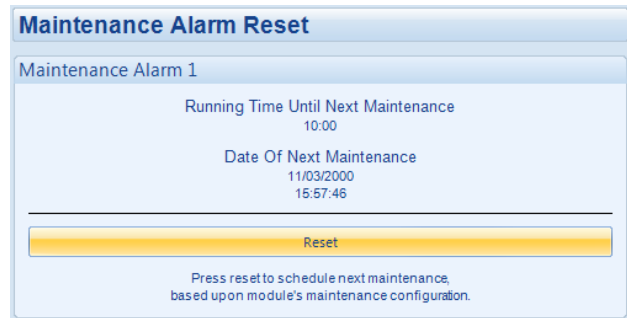 Maintenance Alarm Reset
Maintenance Alarm 1
Running Time Until Next Maintenance
10:00
Date Of Next Maintenance
11/03/2000
15:57:46
Reset
Press reset to schedule next maintenance,
based upon module's maintenance configuration.